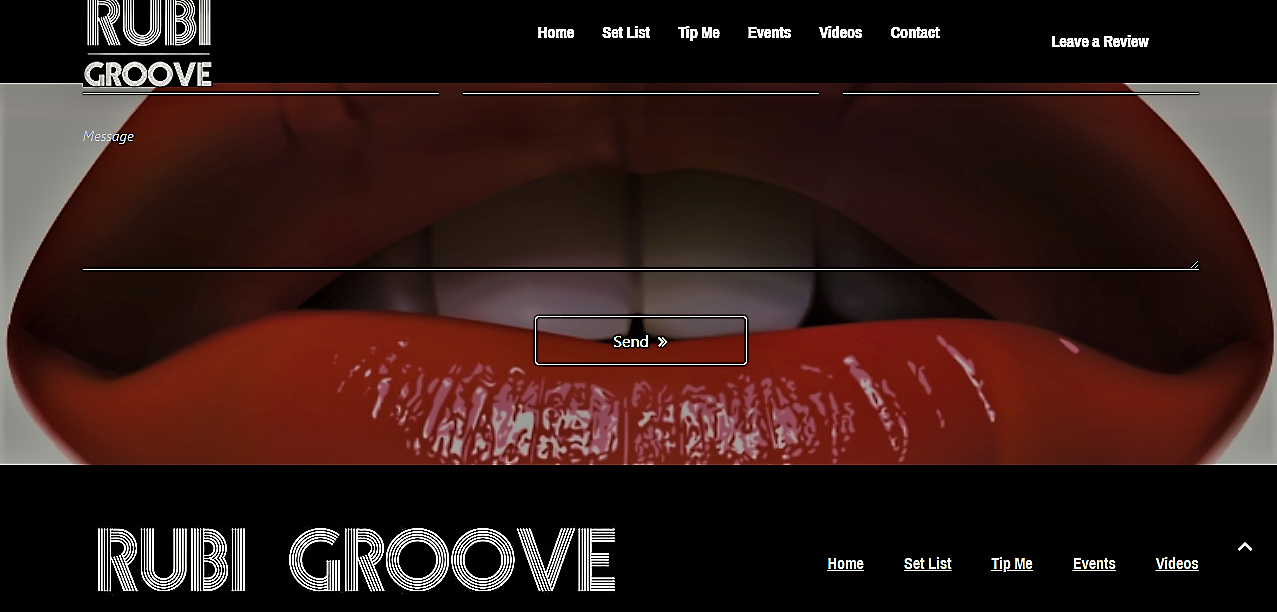 RUBI
GROOVE
Home Set List Tip Me Events Videos Contact
Leave a Review
Message
Send »
RUBI GROOVE
Home Set List Tip Me Events Videos